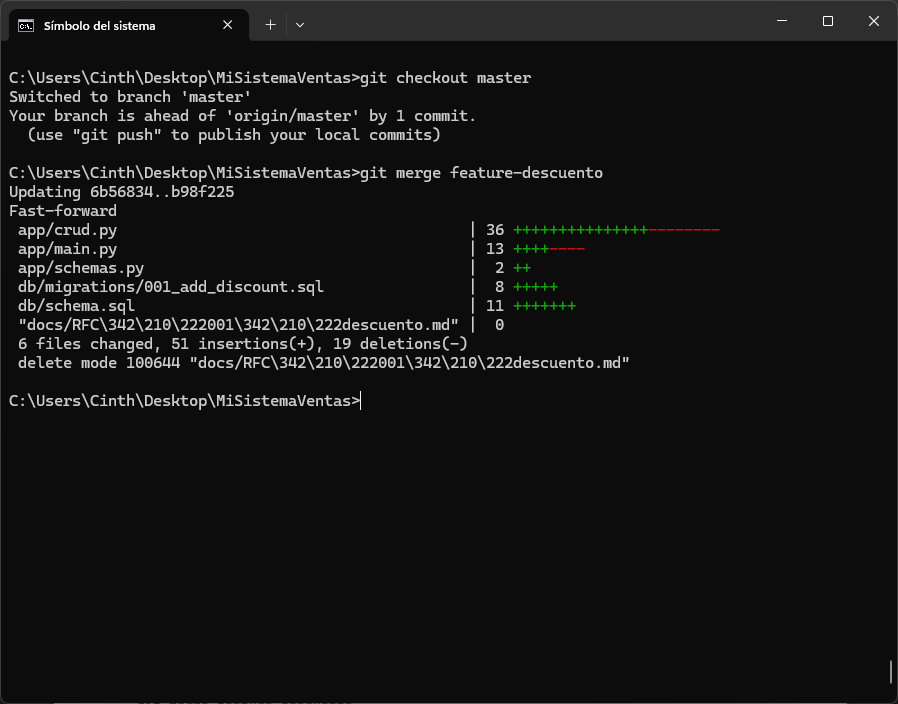 Símbolo del sistema
C:\Users\Cinth\Desktop\MiSistemaVentas>git checkout master
Switched to branch 'master'
Your branch is ahead of 'origin/master' by 1 commit.
  (use "git push" to publish your local commits)
C:\Users\Cinth\Desktop\MiSistemaVentas>git merge feature-descuento
Updating 6b56834..b98f225
Fast-forward
 app/crud.py                                       | 36 +++++++++++++++--------
 app/main.py                                       | 13 ++++----
 app/schemas.py                                    |  2 ++
 db/migrations/001_add_discount.sql                |  8 +++++
 db/schema.sql                                     | 11 +++++++
 "docs/RFC\342\210\222001\342\210\222descuento.md" |  0
 6 files changed, 51 insertions(+), 19 deletions(-)
 delete mode 100644 "docs/RFC\342\210\222001\342\210\222descuento.md"
C:\Users\Cinth\Desktop\MiSistemaVentas>